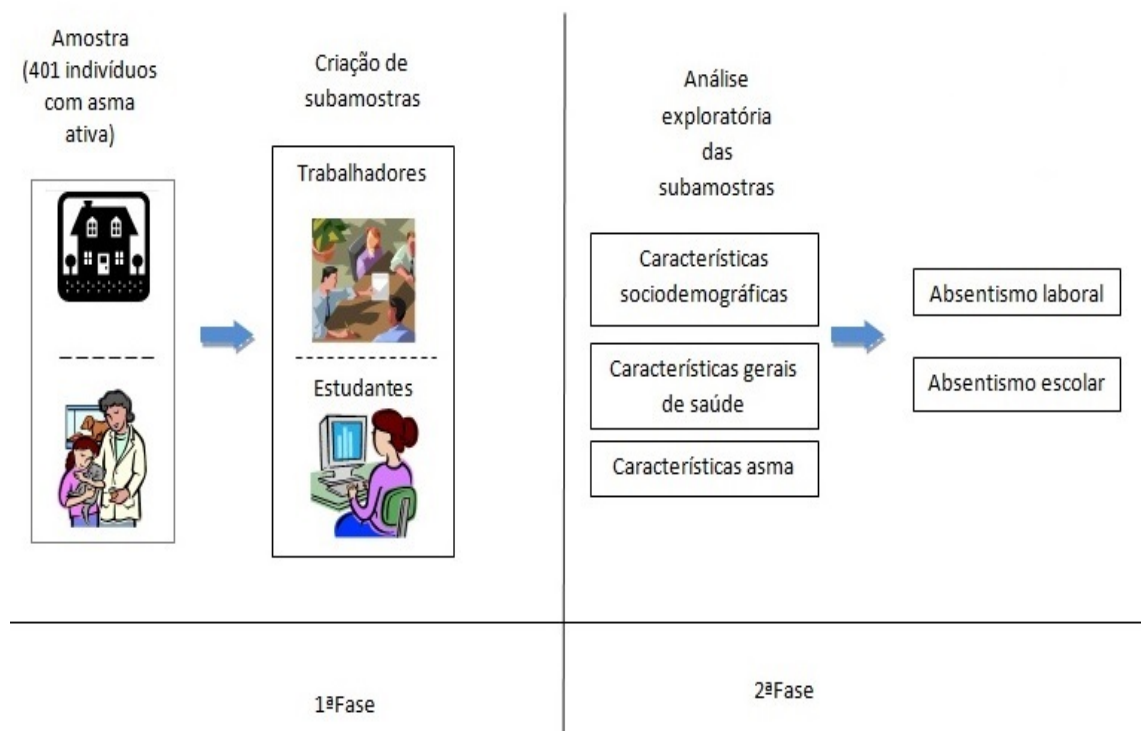 Amostra
(401 indivíduos
com asma
ativa)
Criação de
subamostras
Trabalhadores
Estudantes
Análise
exploratória
das
subamostras
Características
sociodemográficas
Características gerais
de saúde
Características asma
Absentismo laboral
Absentismo escolar
1ªFase
2ªFase